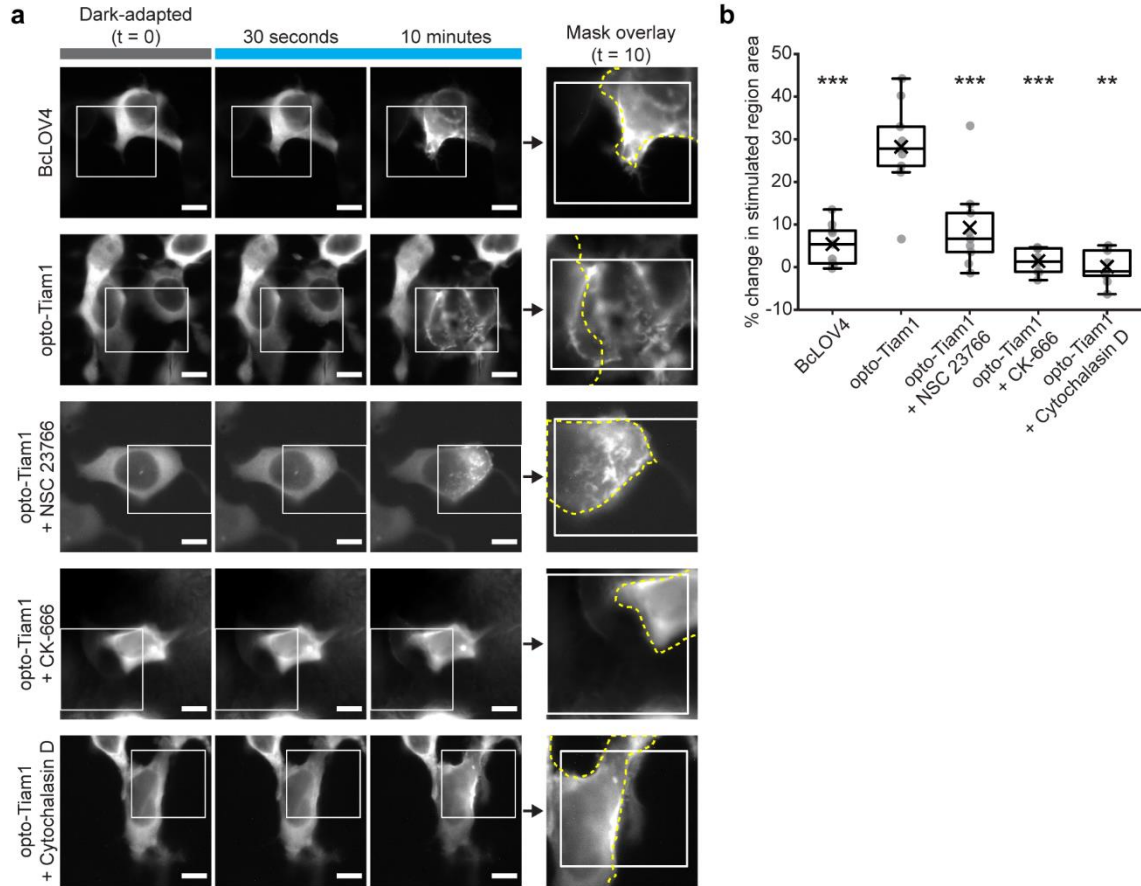 a
Dark-adapted
(t = 0)
30 seconds
10 minutes
Mask overlay
(t = 10)
BcLOV4
opto-Tiam1
opto-Tiam1
+ NSC 23766
opto-Tiam1
+ CK-666
opto-Tiam1
+ Cytochalasin D
b
% change in stimulated region area
50
40
30
20
10
0
-10
***
***
***
**
BcLOV4
opto-Tiam1
opto-Tiam1
+ NSC 23766
opto-Tiam1
+ CK-666
opto-Tiam1
+ Cytochalasin D